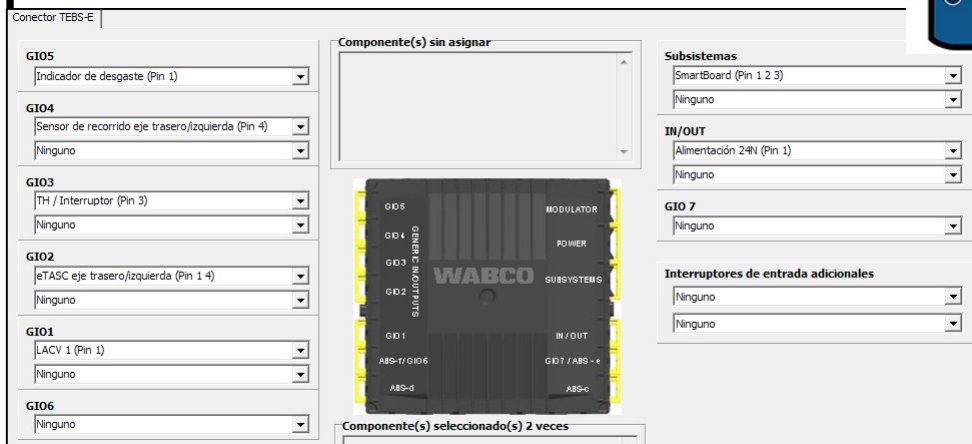 Conector TEBS-E
GIO5
Indicador de desgaste (Pin 1)
GIO4
Sensor de recorrido eje trasero/izquierda (Pin 4)
Ninguno
GIO3
TH / Interruptor (Pin 3)
Ninguno
GIO2
eTASC eje trasero/izquierda (Pin 1 4)
Ninguno
GIO1
LACV 1 (Pin 1)
Ninguno
GIO6
Ninguno
Componente(s) sin asignar
GIO5
GIO4
GIO3
GIO2
GIO1
ABS-f/GIO6
ABS-d
GENERIC IN/OUTPUTS
WABCO
MODULATOR
POWER
SUBSYSTEMS
IN/OUT
GIO7 / ABS-e
ABS-c
Componente(s) seleccionado(s) 2 veces
Subsistemas
SmartBoard (Pin 1 2 3)
Ninguno
IN/OUT
Alimentación 24N (Pin 1)
Ninguno
GIO 7
Ninguno
Interruptores de entrada adicionales
Ninguno
Ninguno